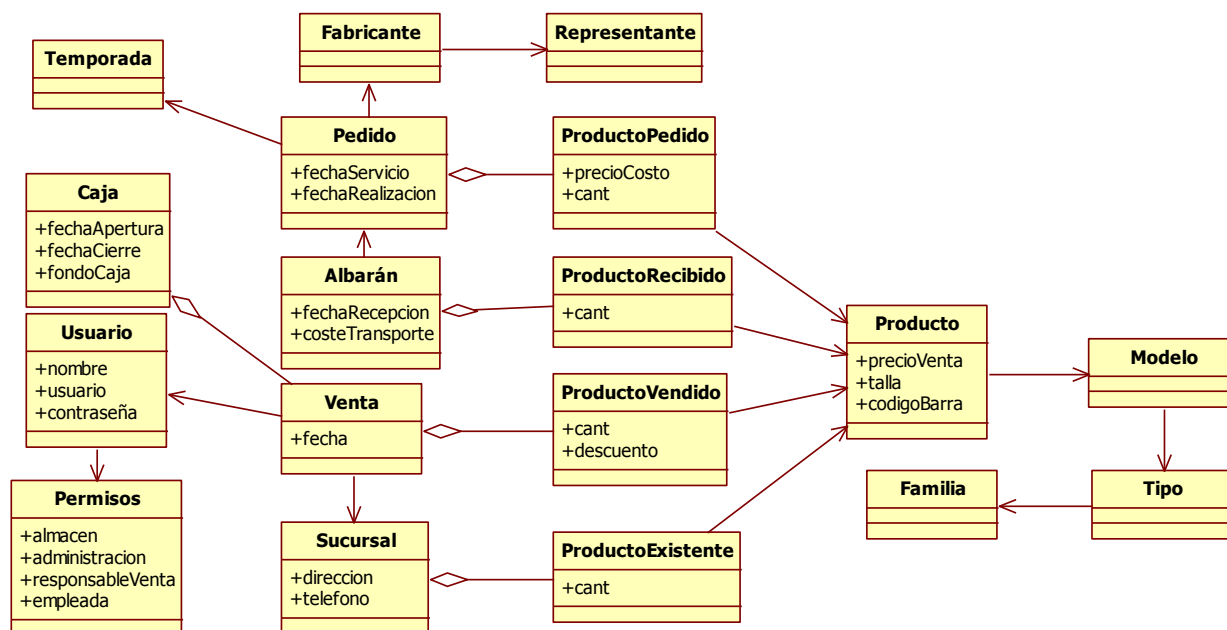 Temporada
Fabricante
Representante
Pedido
+fechaServicio
+fechaRealizacion
ProductoPedido
+precioCosto
+cant
Caja
+fechaApertura
+fechaCierre
+fondoCaja
Albarán
+fechaRecepcion
+costeTransporte
ProductoRecibido
+cant
Usuario
+nombre
+usuario
+contraseña
Venta
+fecha
ProductoVendido
+cant
+descuento
Producto
+precioVenta
+talla
+codigoBarra
Modelo
Permisos
+almacen
+administracion
+responsableVenta
+empleada
Sucursal
+direccion
+telefono
ProductoExistente
+cant
Familia
Tipo